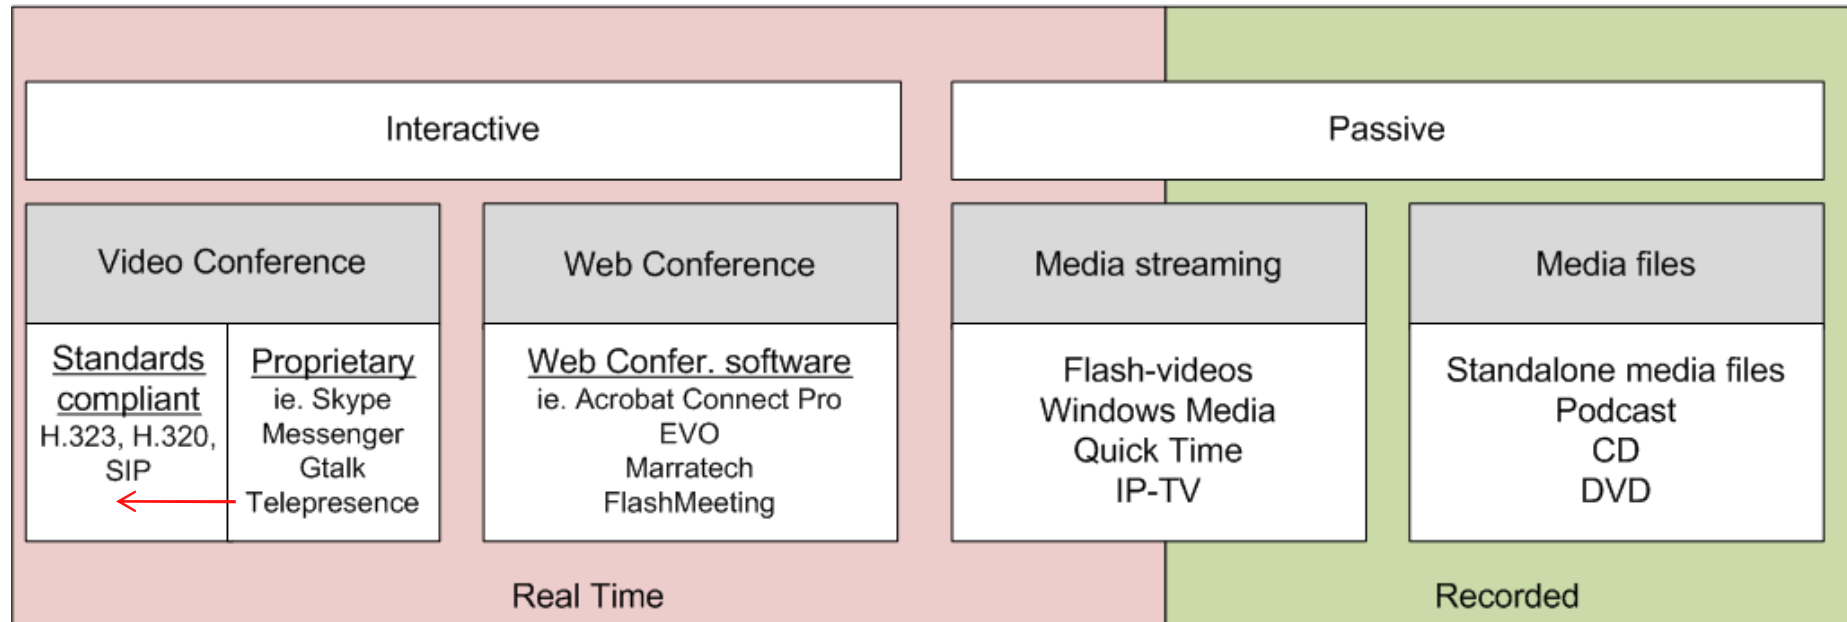 Interactive
Passive
Video Conference
Web Conference
Media streaming
Media files
Standards
compliant
H.323, H.320,
SIP
Proprietary
ie. Skype
Messenger
Gtalk
Telepresence
Web Confer. software
ie. Acrobat Connect Pro
EVO
Marratech
FlashMeeting
Flash-videos
Windows Media
Quick Time
IP-TV
Standalone media files
Podcast
CD
DVD
Real Time
Recorded